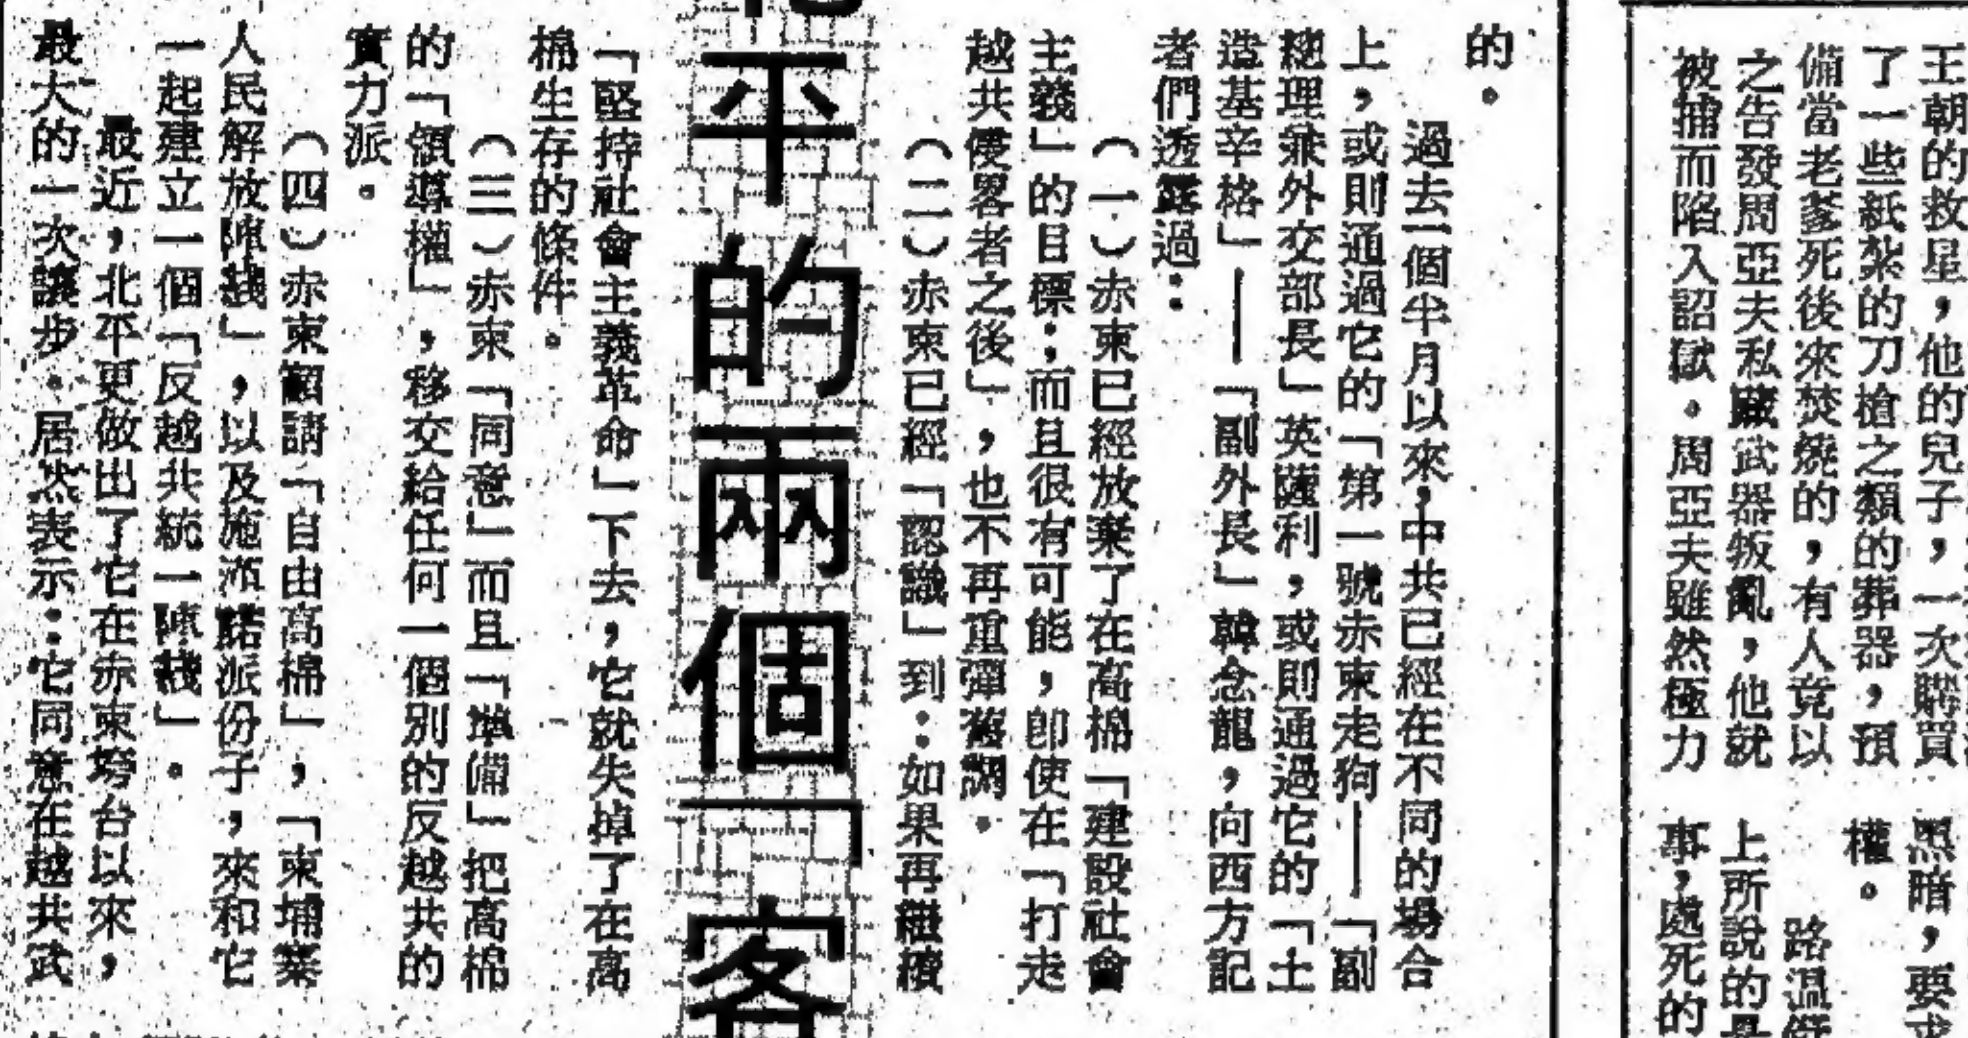 王朝的救星，他的兒子，一次購買
了一些紙紮的刀槍之類的葬器，預
備當老爹死後來焚燒的，有人竟以
之告發周亞夫私藏武器叛亂，他就
被捕而陷入詔獄。周亞夫雖然極力
黑暗，要求
權。
路溫舒
上所說的是
事，處死的
的。
過去一個半月以來，中共已經在不同的場合
上，或則通過它的「第一號赤柬走狗——「副
總理兼外交部長」英薩利，或則通過它的「土
造基辛格」——「副外長」韓念龍，向西方記
者們透露過：
（一）赤柬已經放棄了在高棉「建設社會
主義」的目標；而且很有可能，即使在「打走
越共侵畧者之後」，也不再重彈舊調。
（二）赤柬已經「認識」到：如果再繼續
平的兩個「客
「堅持社會主義革命」下去，它就失掉了在高
棉生存的條件。
（三）赤柬「同意」而且「準備」把高棉
的「領導權」，移交給任何一個別的反越共的
實力派。
（四）赤柬籲請「自由高棉」，「柬埔寨
人民解放陣綫」，以及施亞諾派份子，來和它
一起建立一個「反越共統一陣綫」。
最近，北平更做出了它在赤柬垮台以來，
最大的一次讓步。居然表示：它同意在越共武